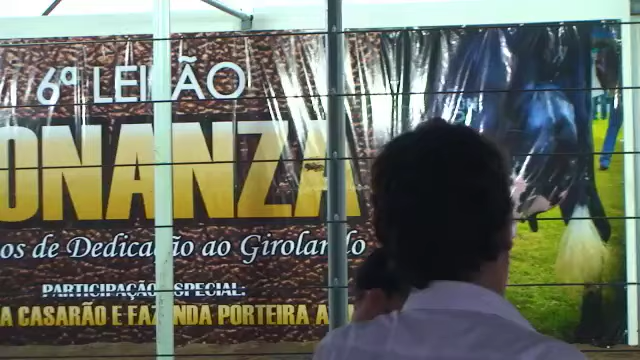 6º LEILÃO
ONANZA
os de Dedicação ao Girolando
PARTICIPAÇÃO ESPECIAL:
A CASARÃO E FAZENDA PORTEIRA A